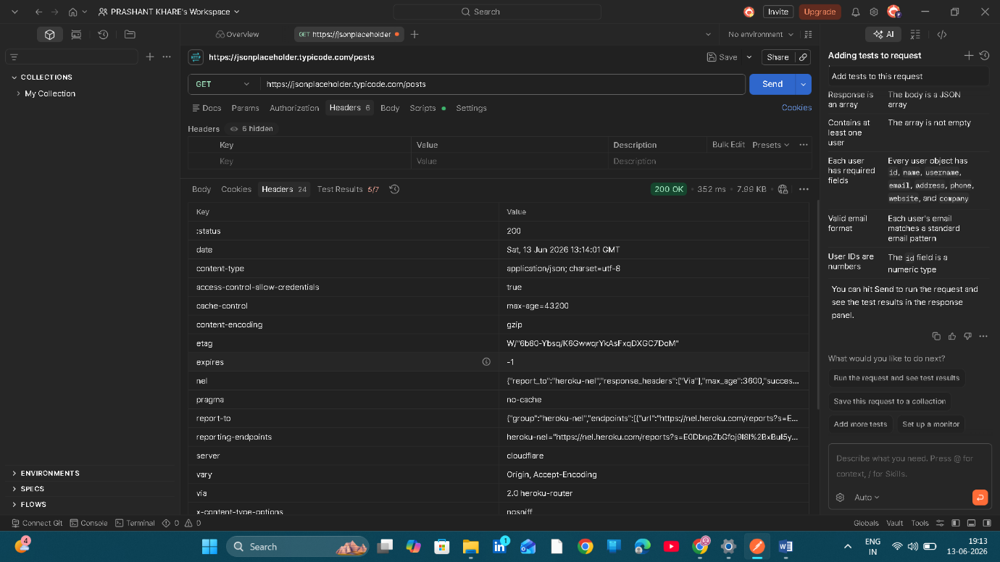 PRASHANT KHARE's Workspace
Search
Invite
Upgrade
Overview
GET https://jsonplaceholder
No environment
AI
https://jsonplaceholder.typicode.com/posts
Save
Share
Adding tests to request
COLLECTIONS
My Collection
GET
https://jsonplaceholder.typicode.com/posts
Send
Add tests to this request
Docs Params Authorization Headers 6 Body Scripts Settings
Cookies
Response is an array
The body is a JSON array
Headers
6 hidden
Key Value Description Bulk Edit Presets
Key Value Description
Contains at least one user
The array is not empty
Each user has required fields
Every user object has id, name, username, email, address, phone, website, and company
Body Cookies Headers 24 Test Results 5/7
200 OK • 352 ms • 7.99 KB
Key Value
:status 200
date Sat, 13 Jun 2026 13:14:01 GMT
content-type application/json; charset=utf-8
access-control-allow-credentials true
cache-control max-age=43200
content-encoding gzip
etag W/"6b80-Ybsq/K6GwwqrYkAsFxqDXGC7DoM"
expires -1
nel {"report_to":"heroku-nel","response_headers":["Via"],"max_age":3600,"succes...
pragma no-cache
report-to {"group":"heroku-nel","endpoints":[{"url":"https://nel.heroku.com/reports?s=E...
reporting-endpoints heroku-nel="https://nel.heroku.com/reports?s=E0DbnpZbGfoj9I8I%2BxBuI5y...
server cloudflare
vary Origin, Accept-Encoding
via 2.0 heroku-router
x-content-type-options nosniff
Valid email format
Each user's email matches a standard email pattern
User IDs are numbers
The id field is a numeric type
You can hit Send to run the request and
see the test results in the response
panel.
What would you like to do next?
Run the request and see test results
Save this request to a collection
Add more tests
Set up a monitor
Describe what you need. Press @ for
context, / for Skills.
Auto
ENVIRONMENTS
SPECS
FLOWS
Connect Git Console Terminal 0 0
Globals Vault Tools
4
Search
1
ENG
IN
19:13
13-06-2026